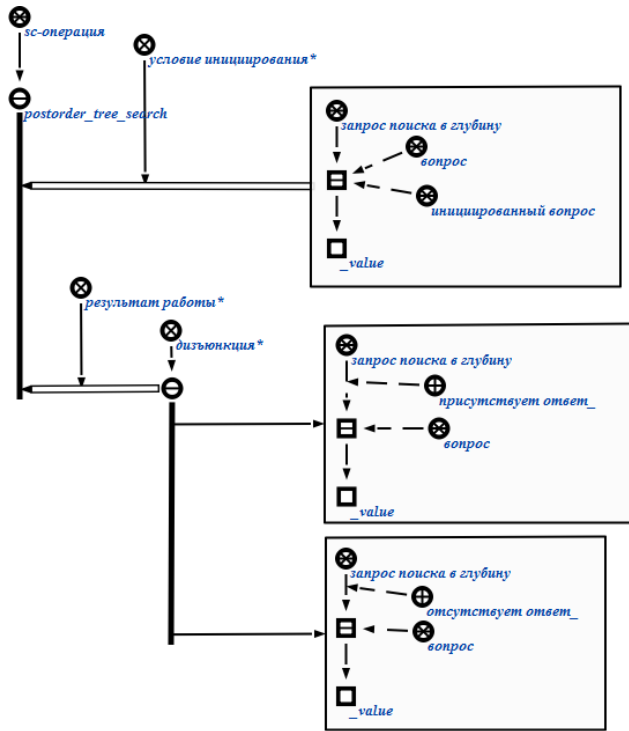 sc-операция
условие инициирования*
postorder_tree_search
запрос поиска в глубину
вопрос
инициированный вопрос
_value
результат работы*
дизъюнкция*
запрос поиска в глубину
присутствует ответ_
вопрос
_value
запрос поиска в глубину
отсутствует ответ_
вопрос
_value